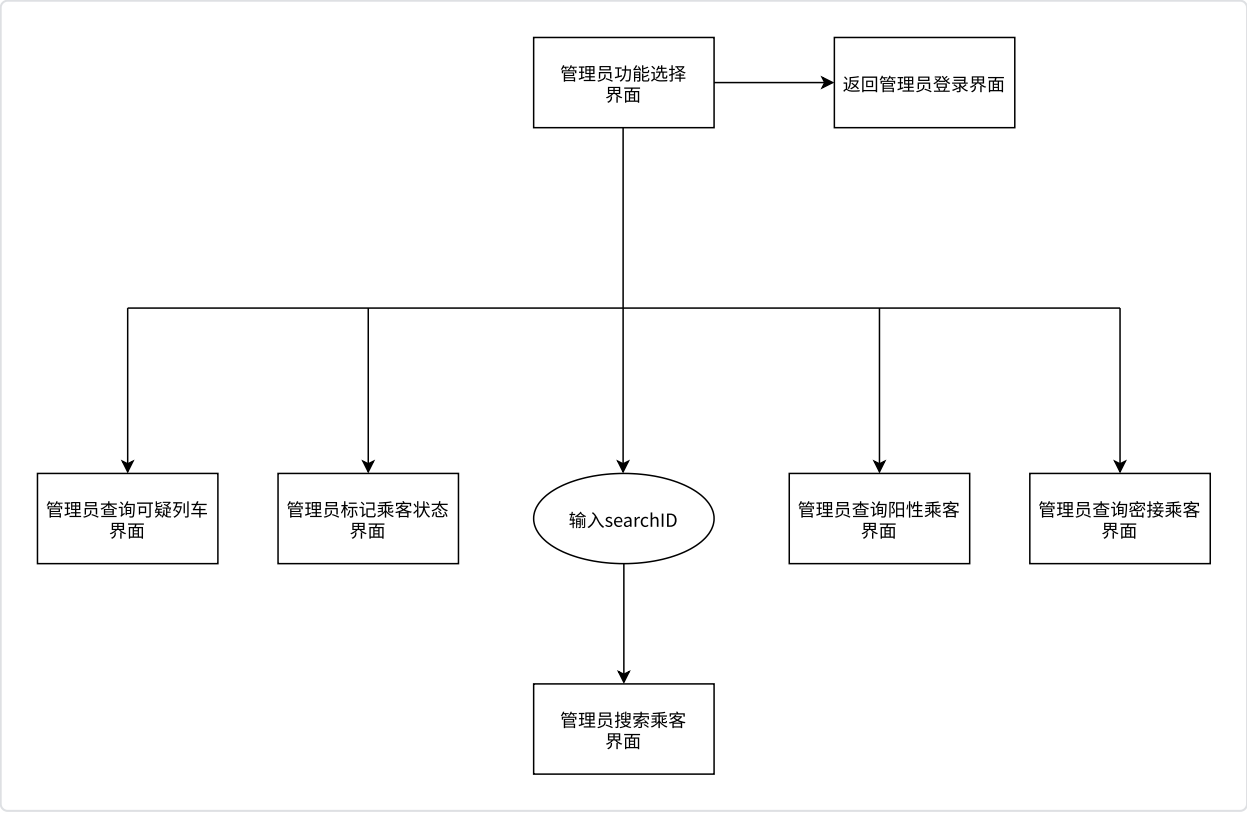 管理员功能选择
界面
返回管理员登录界面
管理员查询可疑列车
界面
管理员标记乘客状态
界面
输入searchID
管理员查询阳性乘客
界面
管理员查询密接乘客
界面
管理员搜索乘客
界面